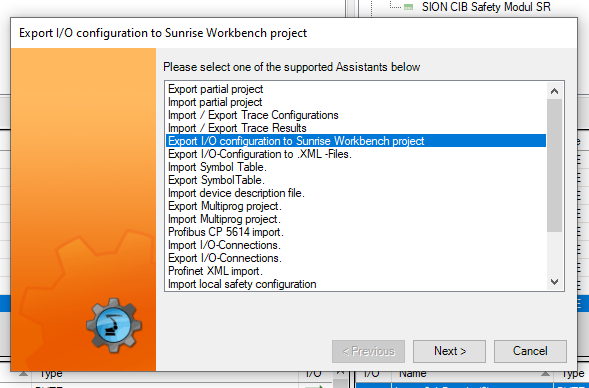 SION CIB Safety Modul SR
Export I/O configuration to Sunrise Workbench project
Please select one of the supported Assistants below
Export partial project
Import partial project
Import / Export Trace Configurations
Import / Export Trace Results
Export I/O configuration to Sunrise Workbench project
Export I/O-Configuration to .XML -Files.
Import Symbol Table.
Export SymbolTable.
Import device description file.
Export Multiprog project.
Import Multiprog project.
Profibus CP 5614 import.
Import I/O-Connections.
Export I/O-Connections.
Profinet XML import.
Import local safety configuration
< Previous
Next >
Cancel
Type
I/O
I/O
Name
Type